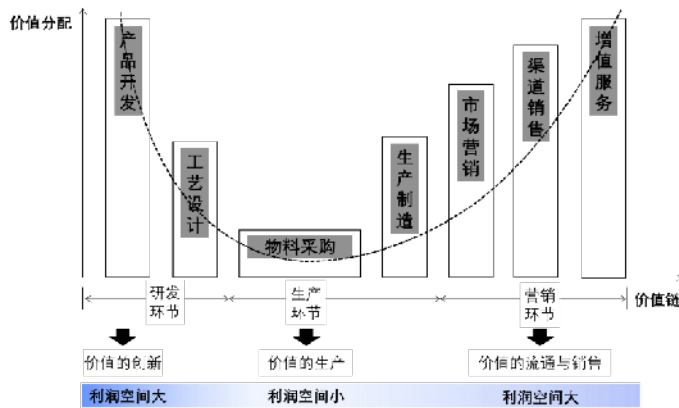 价值分配
产品开发
工艺设计
物料采购
生产制造
市场营销
渠道销售
增值服务
价值链
研发
环节
生产
环节
营销
环节
价值的创新
价值的生产
价值的流通与销售
利润空间大
利润空间小
利润空间大